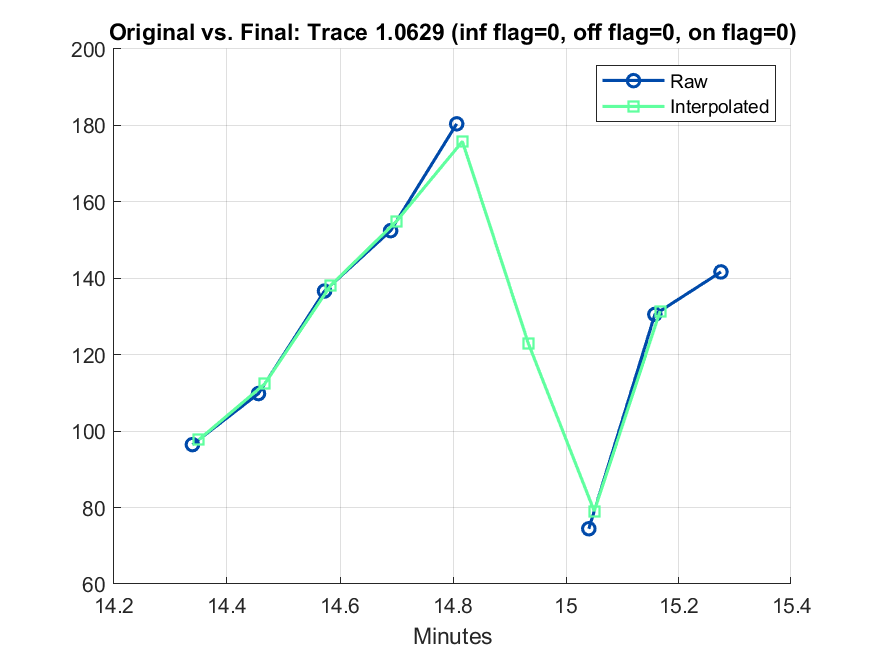 Original vs. Final: Trace 1.0629 (inf flag=0, off flag=0, on flag=0)
200
180
160
140
120
100
80
60
Raw
Interpolated
14.2 14.4 14.6 14.8 15 15.2 15.4
Minutes